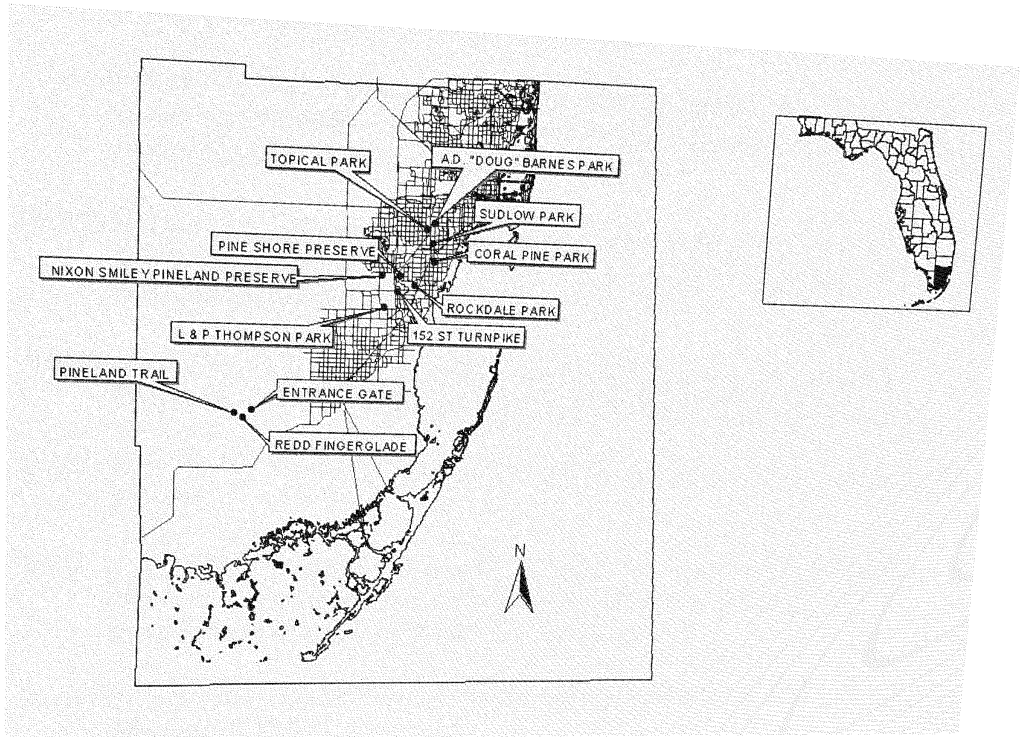 TOPICAL PARK
A.D. "DOUG" BARNES PARK
SUDLOW PARK
PINE SHORE PRESERVE
CORAL PINE PARK
NIXON SMILEY PINELAND PRESERVE
ROCKDALE PARK
L & P THOMPSON PARK
152 ST TURNPIKE
PINELAND TRAIL
ENTRANCE GATE
REDD FINGERGLADE
N